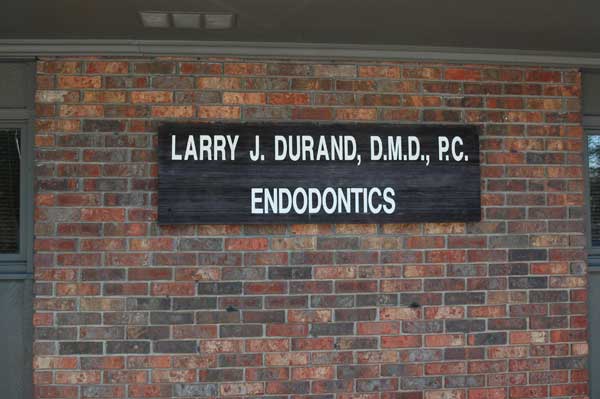 LARRY J. DURAND, D.M.D., P.C.
ENDODONTICS